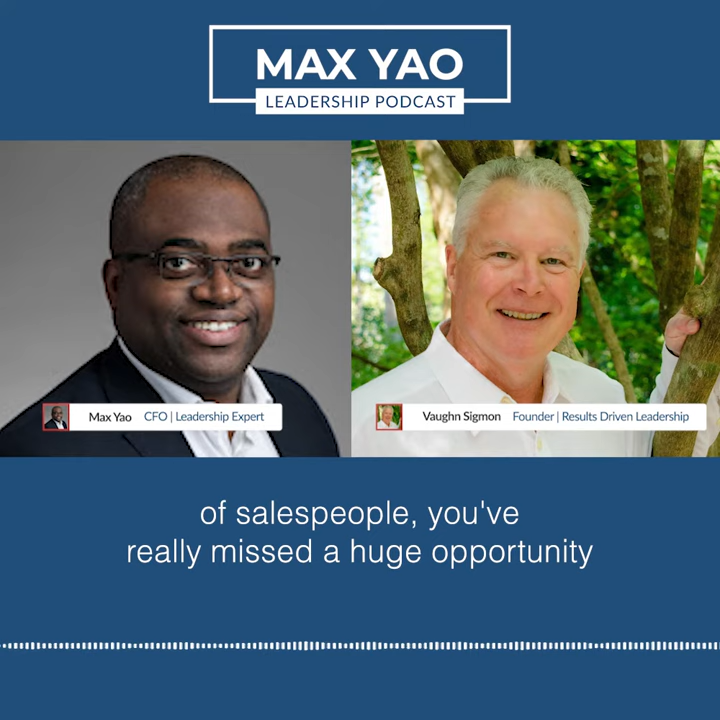 MAX YAO
LEADERSHIP PODCAST
Max Yao CFO | Leadership Expert
Vaughn Sigmon Founder | Results Driven Leadership
of salespeople, you've
really missed a huge opportunity